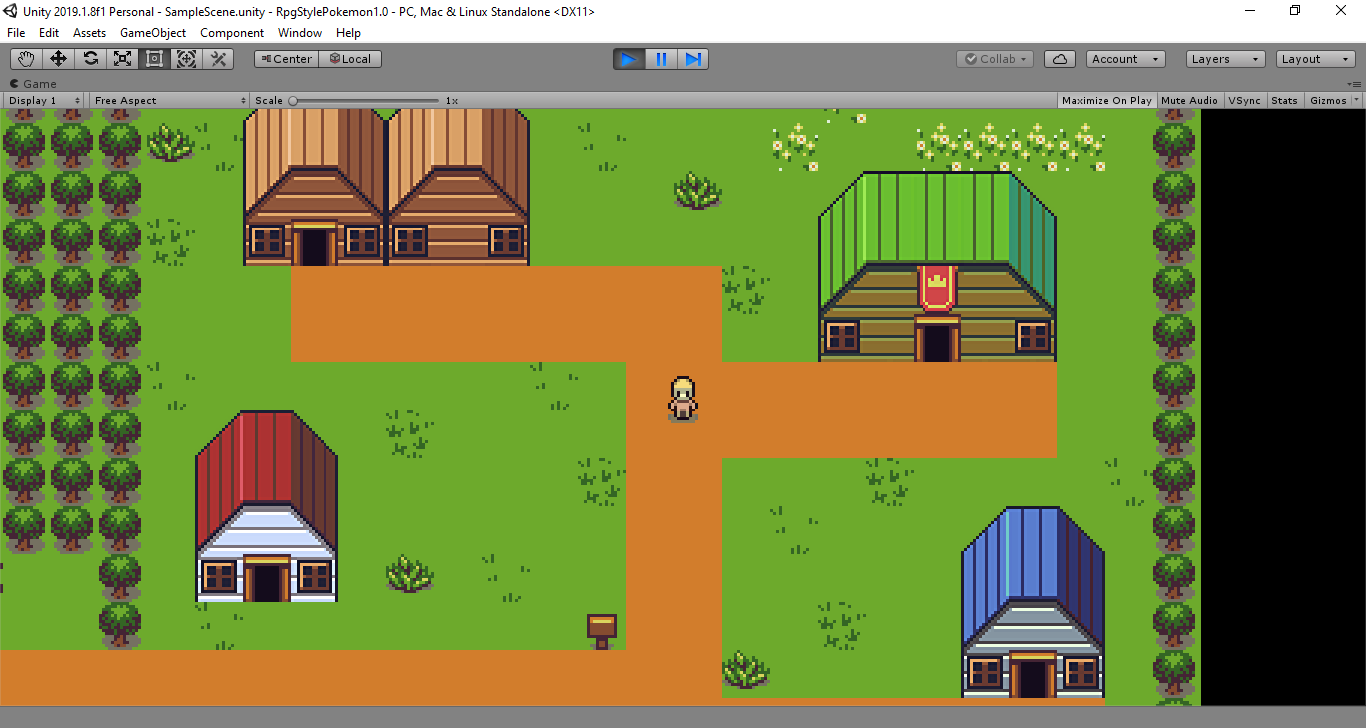 Unity 2019.1.8f1 Personal - SampleScene.unity - RpgStylePokemon1.0 - PC, Mac & Linux Standalone <DX11>
File Edit Assets GameObject Component Window Help
Center Local Collab Account Layers Layout
Game
Display 1 Free Aspect Scale 1x Maximize On Play Mute Audio VSync Stats Gizmos